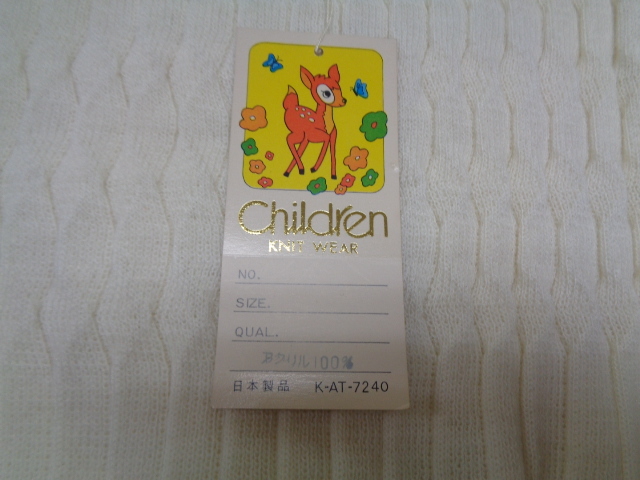 Children
KNIT WEAR
NO.
SIZE.
QUAL.
アクリル100%
日本製品 K-AT-7240